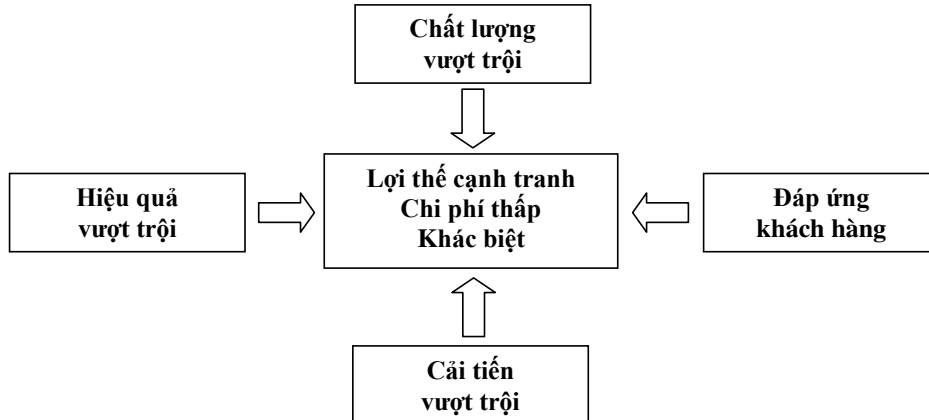 Chất lượng
vượt trội
Hiệu quả
vượt trội
Lợi thế cạnh tranh
Chi phí thấp
Khác biệt
Đáp ứng
khách hàng
Cải tiến
vượt trội